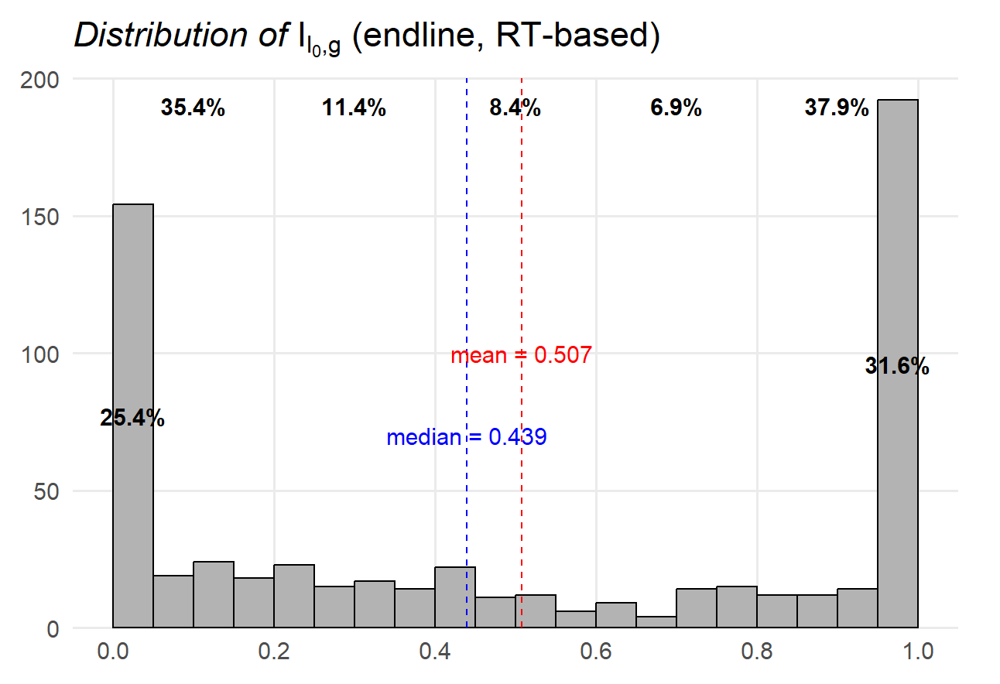 Distribution of I_{I_0,g} (endline, RT-based)
200
35.4% 11.4% 8.4% 6.9% 37.9%
150
100
mean = 0.507
31.6%
25.4%
median = 0.439
50
0
0.0 0.2 0.4 0.6 0.8 1.0